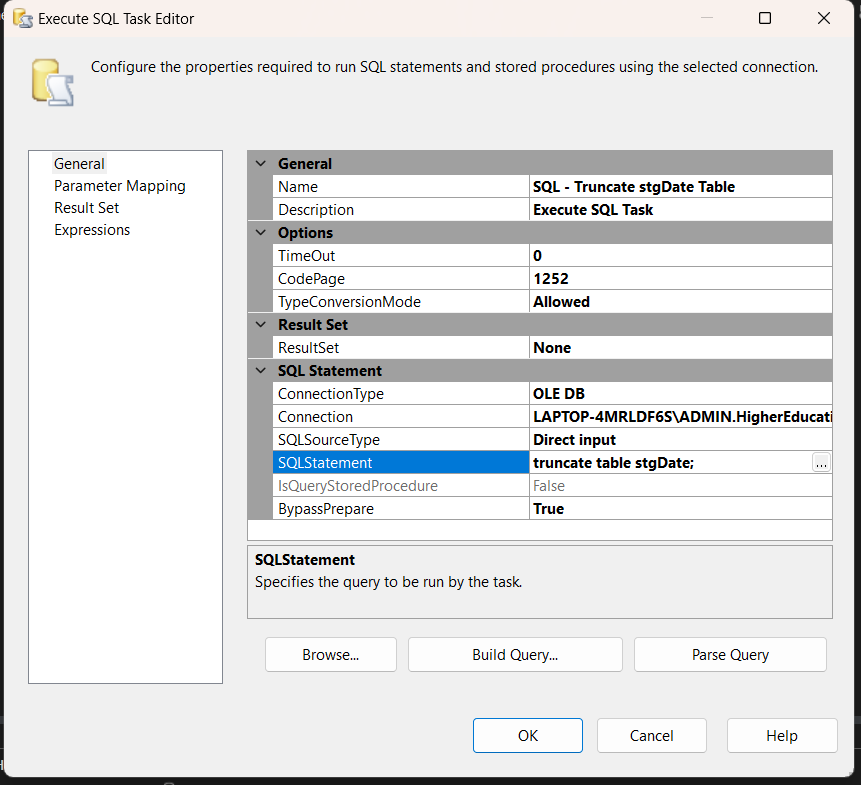 Execute SQL Task Editor
Configure the properties required to run SQL statements and stored procedures using the selected connection.
General
Parameter Mapping
Result Set
Expressions
General
Name SQL - Truncate stgDate Table
Description Execute SQL Task
Options
TimeOut 0
CodePage 1252
TypeConversionMode Allowed
Result Set
ResultSet None
SQL Statement
ConnectionType OLE DB
Connection LAPTOP-4MRLDF6S\ADMIN.HigherEducati
SQLSourceType Direct input
SQLStatement truncate table stgDate; ...
IsQueryStoredProcedure False
BypassPrepare True
SQLStatement
Specifies the query to be run by the task.
Browse... Build Query... Parse Query
OK Cancel Help